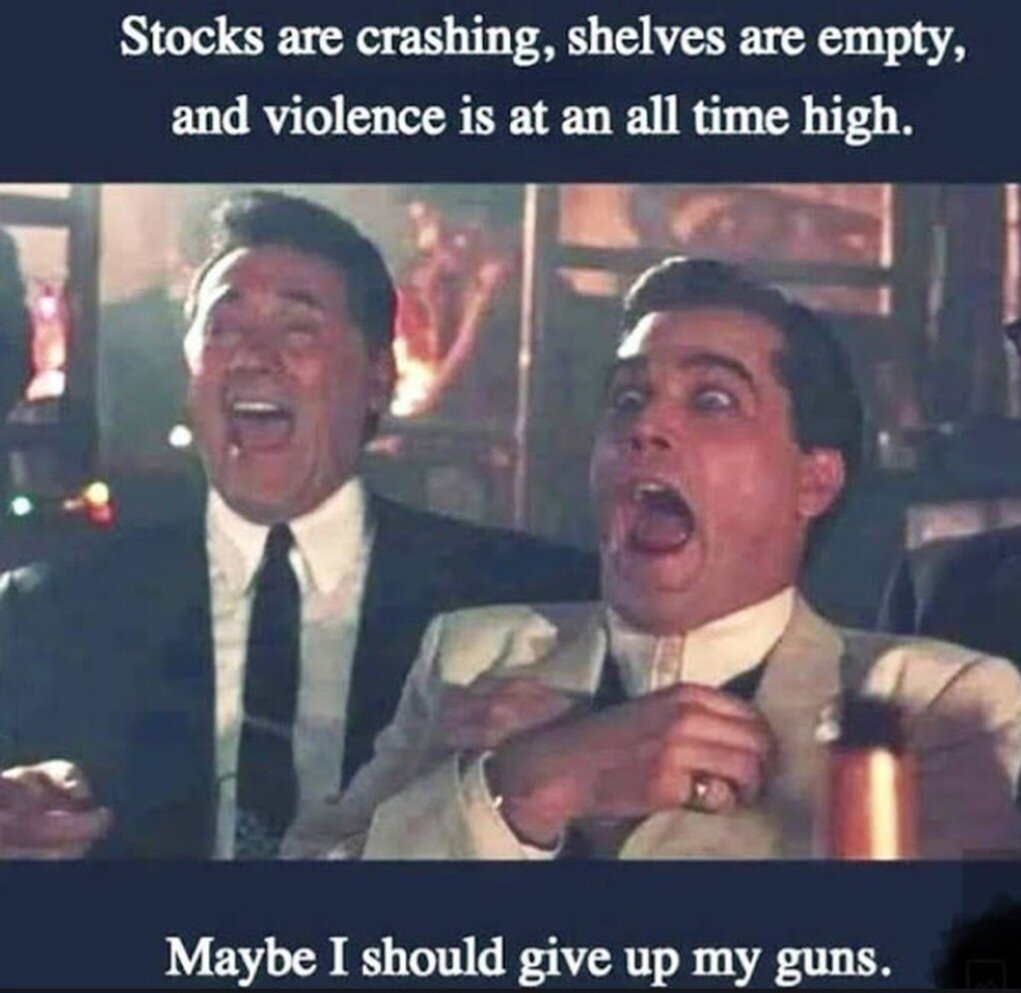 Stocks are crashing, shelves are empty,
and violence is at an all time high.
Maybe I should give up my guns.